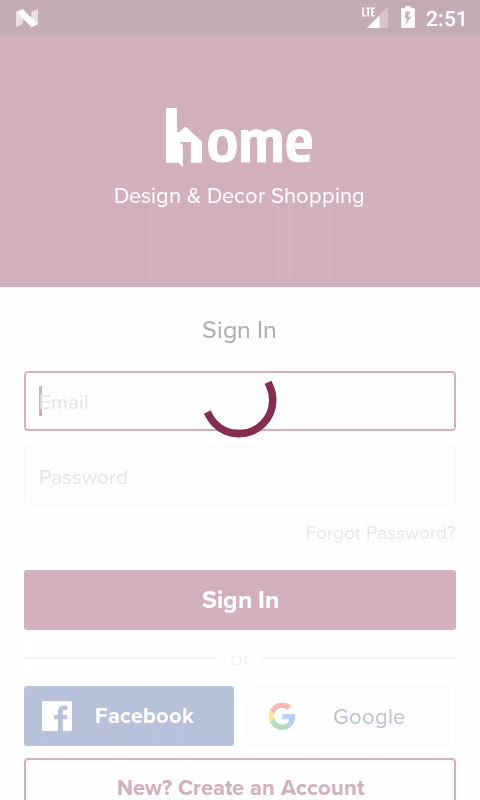 LTE 2:51
home
Design & Decor Shopping
Sign In
Email
Password
Forgot Password?
Sign In
or
Facebook
Google
New? Create an Account